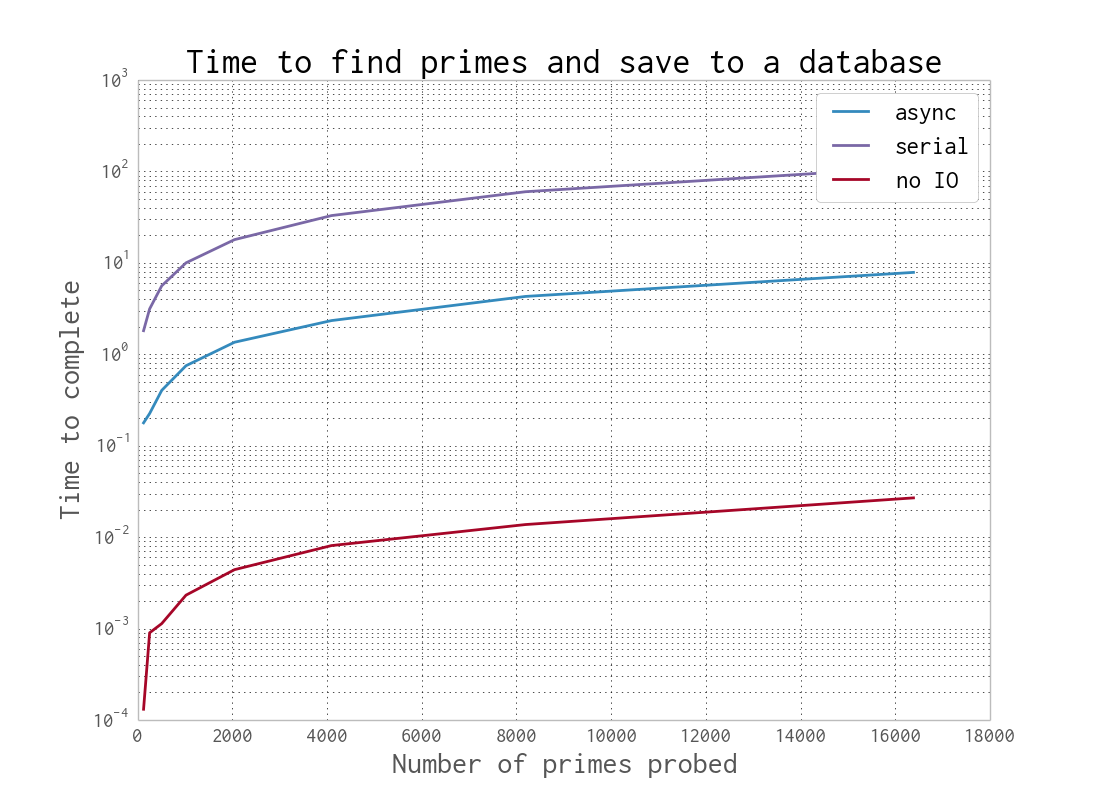 Time to find primes and save to a database
10^3
10^2
10^1
10^0
10^-1
10^-2
10^-3
10^-4
Time to complete
async
serial
no IO
0 2000 4000 6000 8000 10000 12000 14000 16000 18000
Number of primes probed